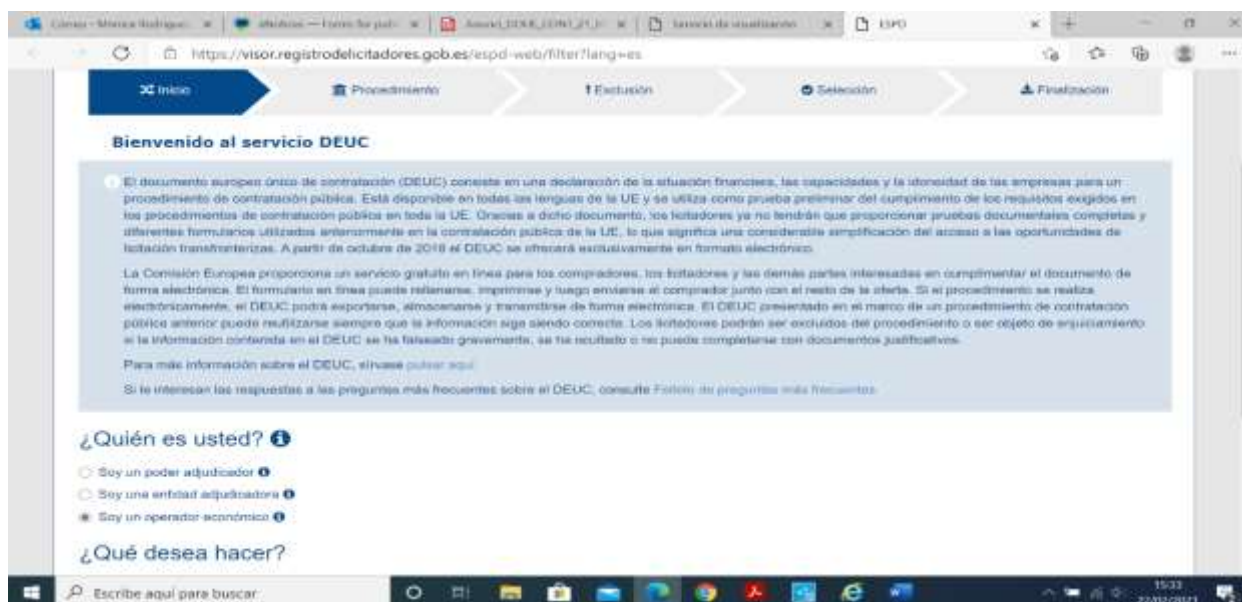 https://visor.registrodelicitadores.gob.es/espd-web/filter?lang=es
Inicio
Procedimiento
Exclusión
Selección
Finalización
Bienvenido al servicio DEUC
El documento europeo único de contratación (DEUC) consiste en una declaración de la situación financiera, las capacidades y la idoneidad de las empresas para un
procedimiento de contratación pública. Está disponible en todas las lenguas de la UE y se utiliza como prueba preliminar del cumplimiento de los requisitos exigidos en
los procedimientos de contratación pública en toda la UE. Gracias a dicho documento, los licitadores ya no tendrán que proporcionar pruebas documentales completas y
diferentes formularios utilizados anteriormente en la contratación pública de la UE, lo que significa una considerable simplificación del acceso a las oportunidades de
licitación transfronterizas. A partir de octubre de 2018 el DEUC se ofrecerá exclusivamente en formato electrónico.
La Comisión Europea proporciona un servicio gratuito en línea para los compradores, los licitadores y las demás partes interesadas en cumplimentar el documento de
forma electrónica. El formulario en línea puede rellenarse, imprimirse y luego enviarse al comprador junto con el resto de la oferta. Si el procedimiento se realiza
electrónicamente, el DEUC podrá exportarse, almacenarse y transmitirse de forma electrónica. El DEUC presentado en el marco de un procedimiento de contratación
pública anterior puede reutilizarse siempre que la información siga siendo correcta. Los licitadores podrán ser excluidos del procedimiento o ser objeto de enjuiciamiento
si la información contenida en el DEUC se ha falseado gravemente, se ha ocultado o no puede completarse con documentos justificativos.
Para más información sobre el DEUC, sírvase pulsar aquí
Si le interesan las respuestas a las preguntas más frecuentes sobre el DEUC, consulte Folleto de preguntas más frecuentes
¿Quién es usted?
Soy un poder adjudicador
Soy una entidad adjudicadora
Soy un operador económico
¿Qué desea hacer?
Escribe aquí para buscar
15:33
22/02/2023